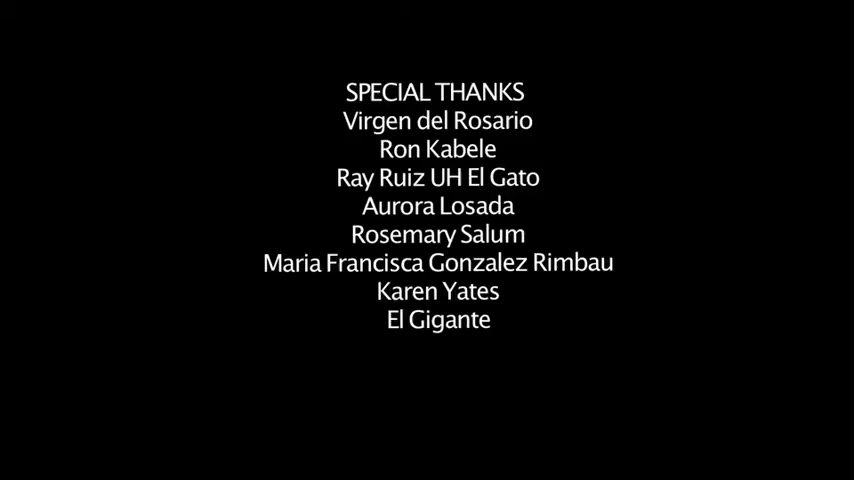 SPECIAL THANKS
Virgen del Rosario
Ron Kabele
Ray Ruiz UH El Gato
Aurora Losada
Rosemary Salum
Maria Francisca Gonzalez Rimbau
Karen Yates
El Gigante